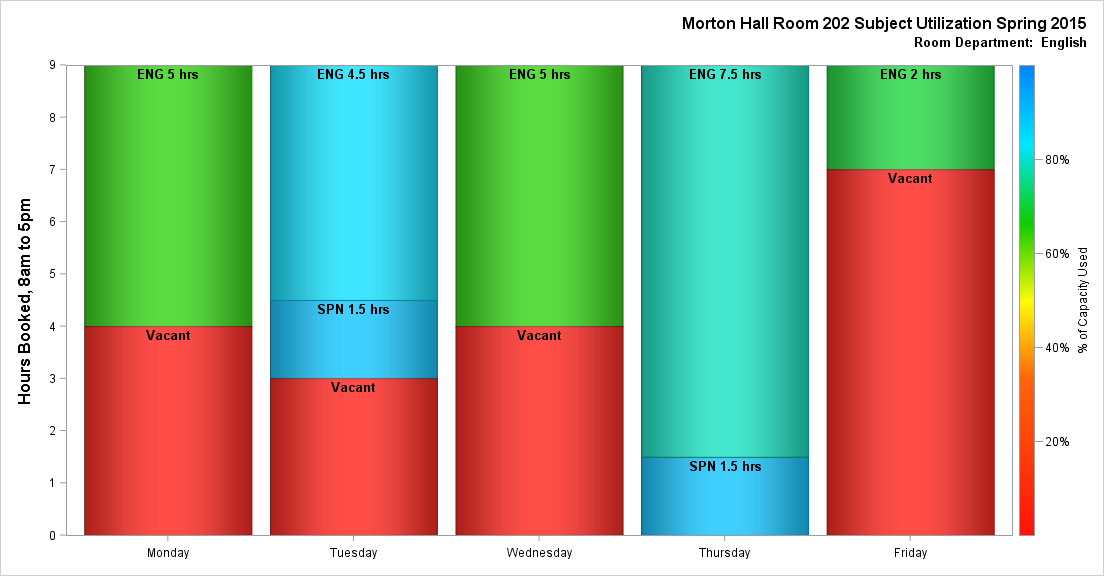 Morton Hall Room 202 Subject Utilization Spring 2015
Room Department: English
Hours Booked, 8am to 5pm
9
8
7
6
5
4
3
2
1
0
ENG 5 hrs
Vacant
ENG 4.5 hrs
SPN 1.5 hrs
Vacant
ENG 5 hrs
Vacant
ENG 7.5 hrs
SPN 1.5 hrs
ENG 2 hrs
Vacant
Monday
Tuesday
Wednesday
Thursday
Friday
80%
60%
40%
20%
% of Capacity Used